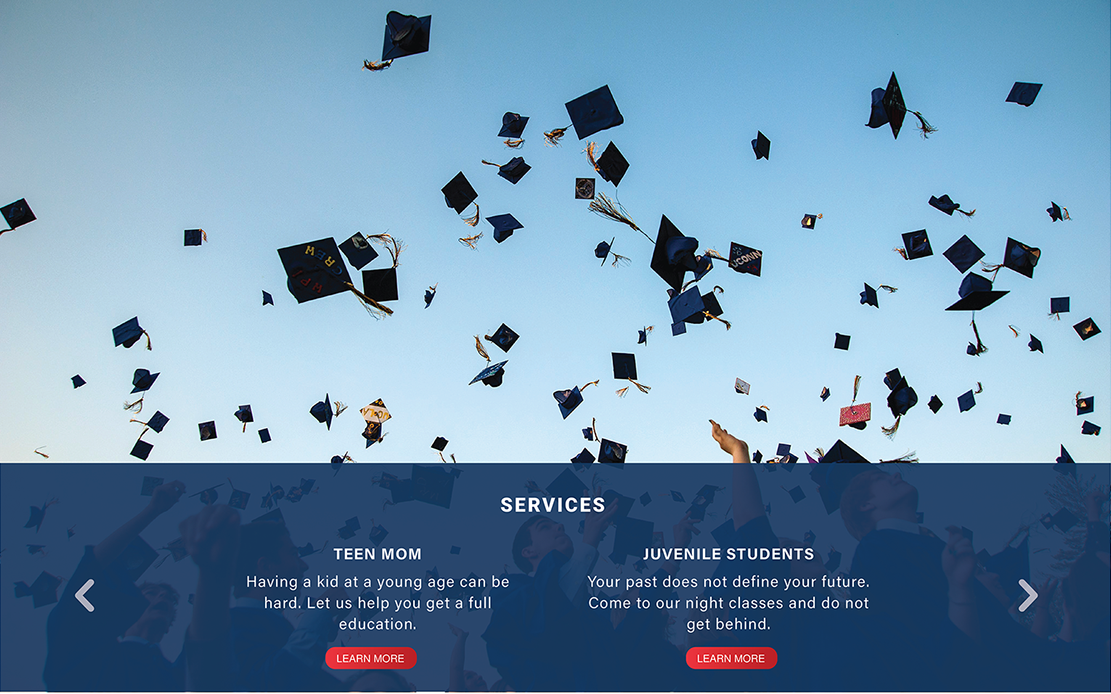 UCONN
SERVICES
TEEN MOM
Having a kid at a young age can be
hard. Let us help you get a full
education.
LEARN MORE
JUVENILE STUDENTS
Your past does not define your future.
Come to our night classes and do not
get behind.
LEARN MORE